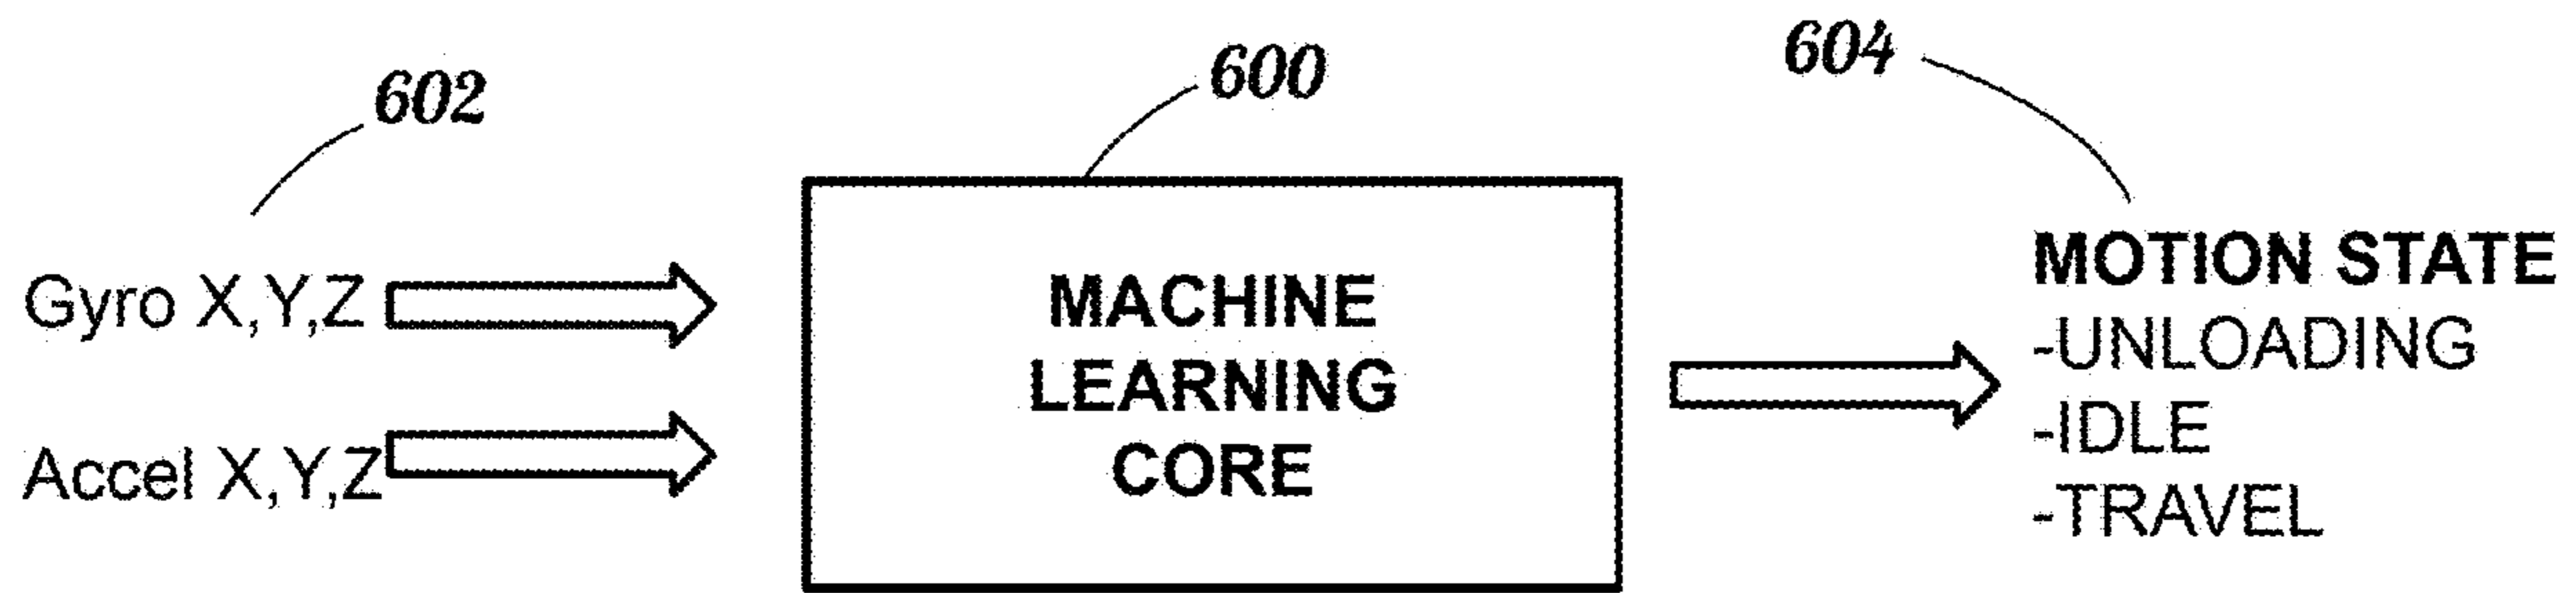 602
600
604
Gyro X,Y,Z
Accel X,Y,Z
MACHINE
LEARNING
CORE
MOTION STATE
-UNLOADING
-IDLE
-TRAVEL